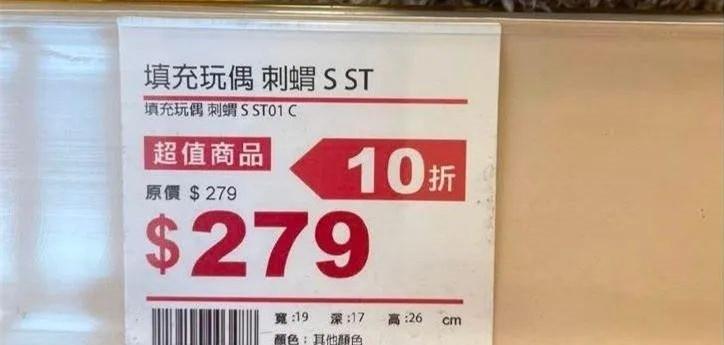 填充玩偶 刺蝟 S ST
填充玩偶 刺蝟 S ST01 C
超值商品
10折
原價 $ 279
$279
寬:19 深:17 高:26 cm
顏色：其他顏色